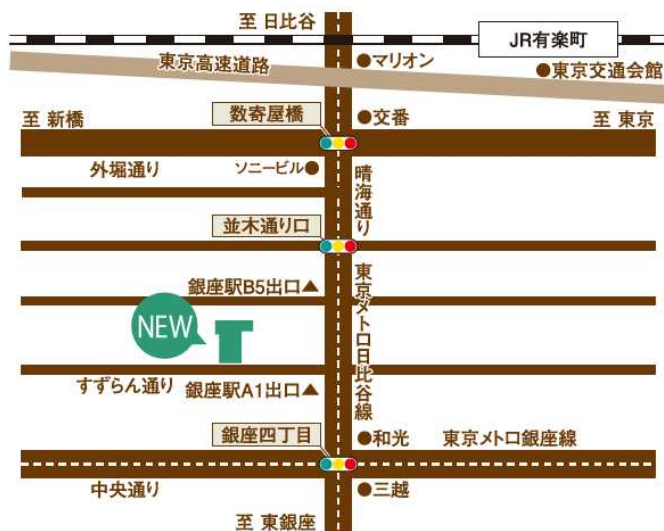 至 日比谷
JR有楽町
東京高速道路
マリオン
東京交通会館
至 新橋
数寄屋橋
交番
至 東京
外堀通り
ソニービル
晴海通り
並木通り口
銀座駅B5出口
東京メトロ日比谷線
NEW
すずらん通り
銀座駅A1出口
銀座四丁目
和光
東京メトロ銀座線
中央通り
三越
至 東銀座